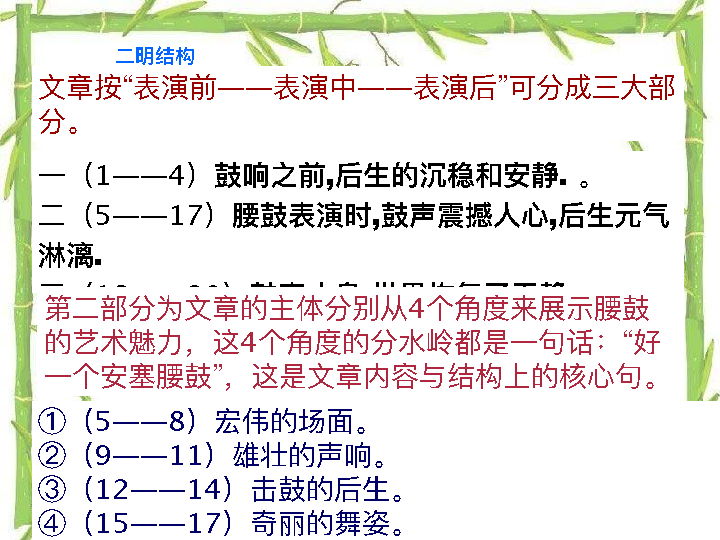 二明结构
文章按“表演前——表演中——表演后”可分成三大部
分。
一（1——4）鼓响之前,后生的沉稳和安静. 。
二（5——17）腰鼓表演时,鼓声震撼人心,后生元气
淋漓.
第二部分为文章的主体分别从4个角度来展示腰鼓
的艺术魅力，这4个角度的分水岭都是一句话：“好
一个安塞腰鼓”，这是文章内容与结构上的核心句。
①（5——8）宏伟的场面。
②（9——11）雄壮的声响。
③（12——14）击鼓的后生。
④（15——17）奇丽的舞姿。